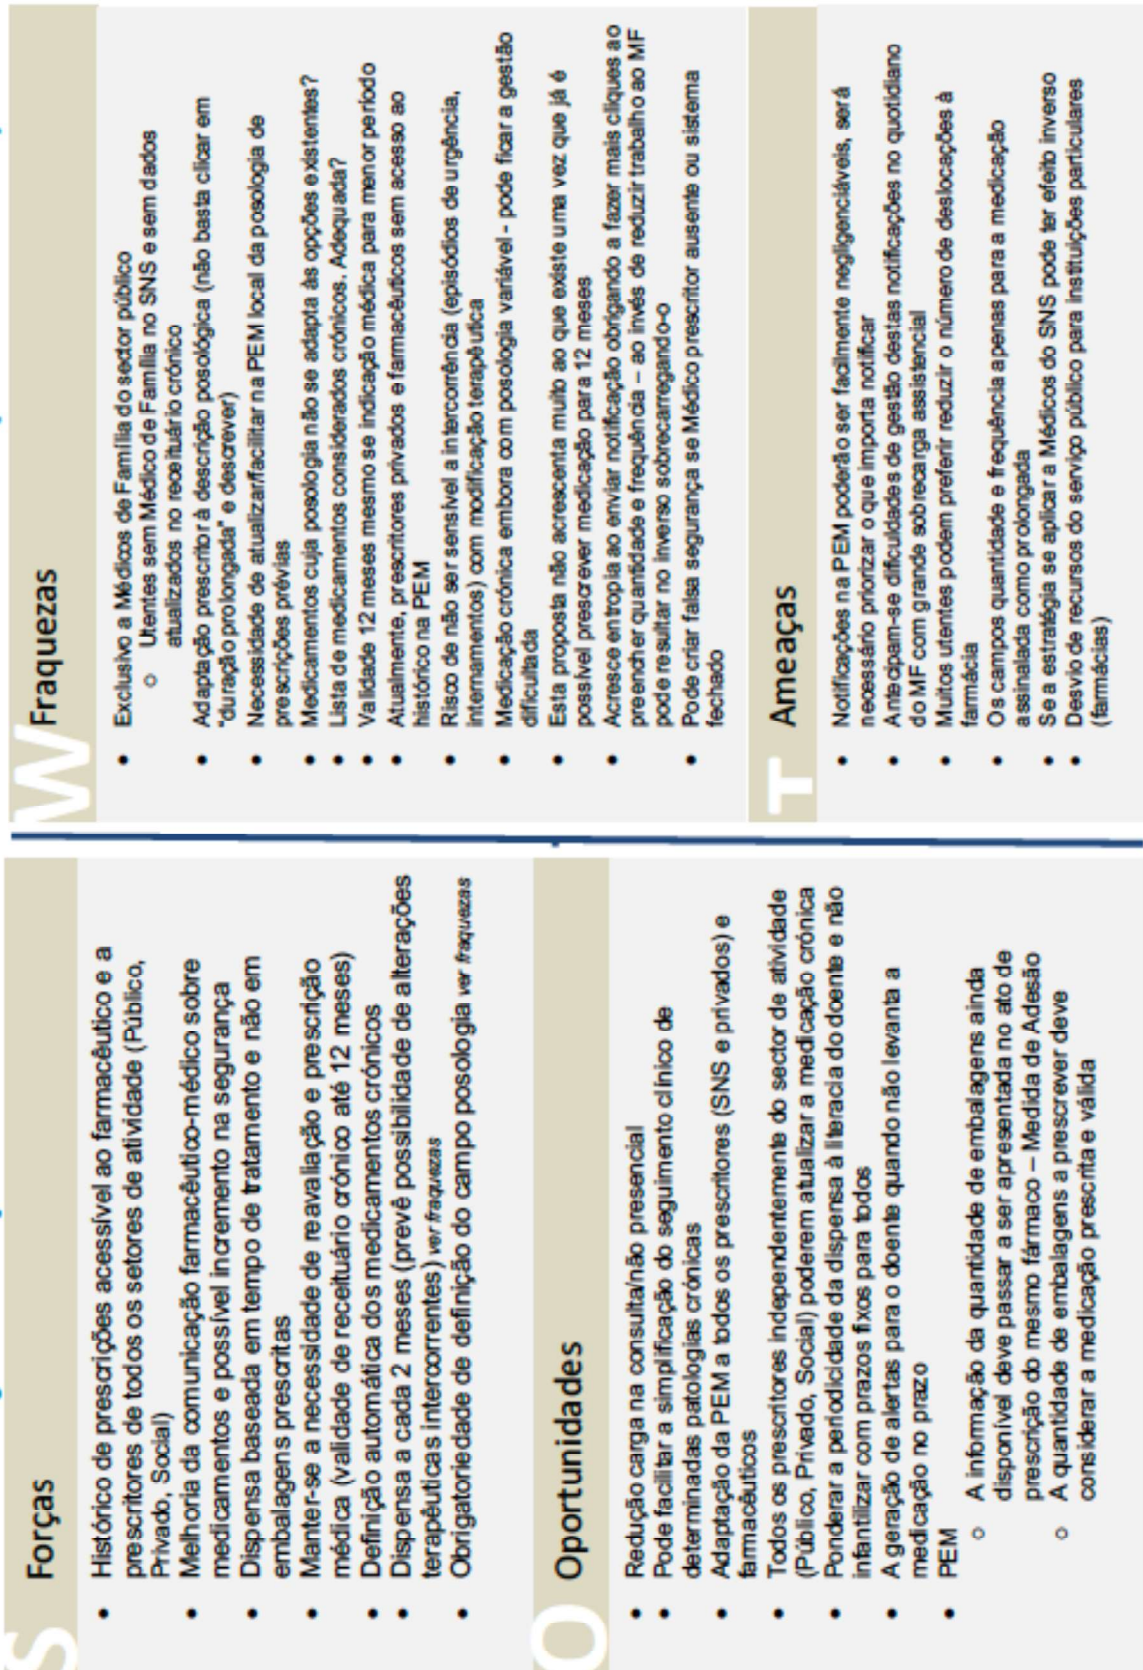 S Forças
• Histórico de prescrições acessível ao farmacêutico e a
prescritores de todos os setores de atividade (Público,
Privado, Social)
• Melhoria da comunicação farmacêutico-médico sobre
medicamentos e possível incremento na segurança
• Dispensa baseada em tempo de tratamento e não em
embalagens prescritas
• Manter-se a necessidade de reavaliação e prescrição
médica (validade de receituário crónico até 12 meses)
• Definição automática dos medicamentos crónicos
• Dispensa a cada 2 meses (prevê possibilidade de alterações
terapêuticas intercorrentes) ver fraquezas
• Obrigatoriedade de definição do campo posologia ver fraquezas
W Fraquezas
• Exclusivo a Médicos de Família do sector público
o Utentes sem Médico de Família no SNS e sem dados
atualizados no receituário crónico
• Adaptação prescritor à descrição posológica (não basta clicar em
"duração prolongada" e descrever)
• Necessidade de atualizar/facilitar na PEM local da posologia de
prescrições prévias
• Medicamentos cuja posologia não se adapta às opções existentes?
• Lista de medicamentos considerados crónicos. Adequada?
• Validade 12 meses mesmo se indicação médica para menor período
• Atualmente, prescritores privados e farmacêuticos sem acesso ao
histórico na PEM
• Risco de não ser sensível a intercorrência (episódios de urgência,
internamentos) com modificação terapêutica
• Medicação crónica embora com posologia variável - pode ficar a gestão
dificultada
• Esta proposta não acrescenta muito ao que existe uma vez que já é
possível prescrever medicação para 12 meses
• Acresce entropia ao enviar notificação obrigando a fazer mais cliques ao
preencher quantidade e frequência – ao invés de reduzir trabalho ao MF
pode resultar no inverso sobrecarregando-o
• Pode criar falsa segurança se Médico prescritor ausente ou sistema
fechado
O Oportunidades
• Redução carga na consulta/não presencial
• Pode facilitar a simplificação do seguimento clínico de
determinadas patologias crónicas
• Adaptação da PEM a todos os prescritores (SNS e privados) e
farmacêuticos
• Todos os prescritores independentemente do sector de atividade
(Público, Privado, Social) poderem atualizar a medicação crónica
• Ponderar a periodicidade da dispensa à literacia do doente e não
infantilizar com prazos fixos para todos
• A geração de alertas para o doente quando não levanta a
medicação no prazo
• PEM
o A informação da quantidade de embalagens ainda
disponível deve passar a ser apresentada no ato de
prescrição do mesmo fármaco – Medida de Adesão
o A quantidade de embalagens a prescrever deve
considerar a medicação prescrita e válida
T Ameaças
• Notificações na PEM poderão ser facilmente negligenciáveis, será
necessário priorizar o que importa notificar
• Antecipam-se dificuldades de gestão destas notificações no quotidiano
do MF com grande sobrecarga assistencial
• Muitos utentes podem preferir reduzir o número de deslocações à
farmácia
• Os campos quantidade e frequência apenas para a medicação
assinalada como prolongada
• Se a estratégia se aplicar a Médicos do SNS pode ter efeito inverso
• Desvio de recursos do serviço público para instituições particulares
(farmácias)